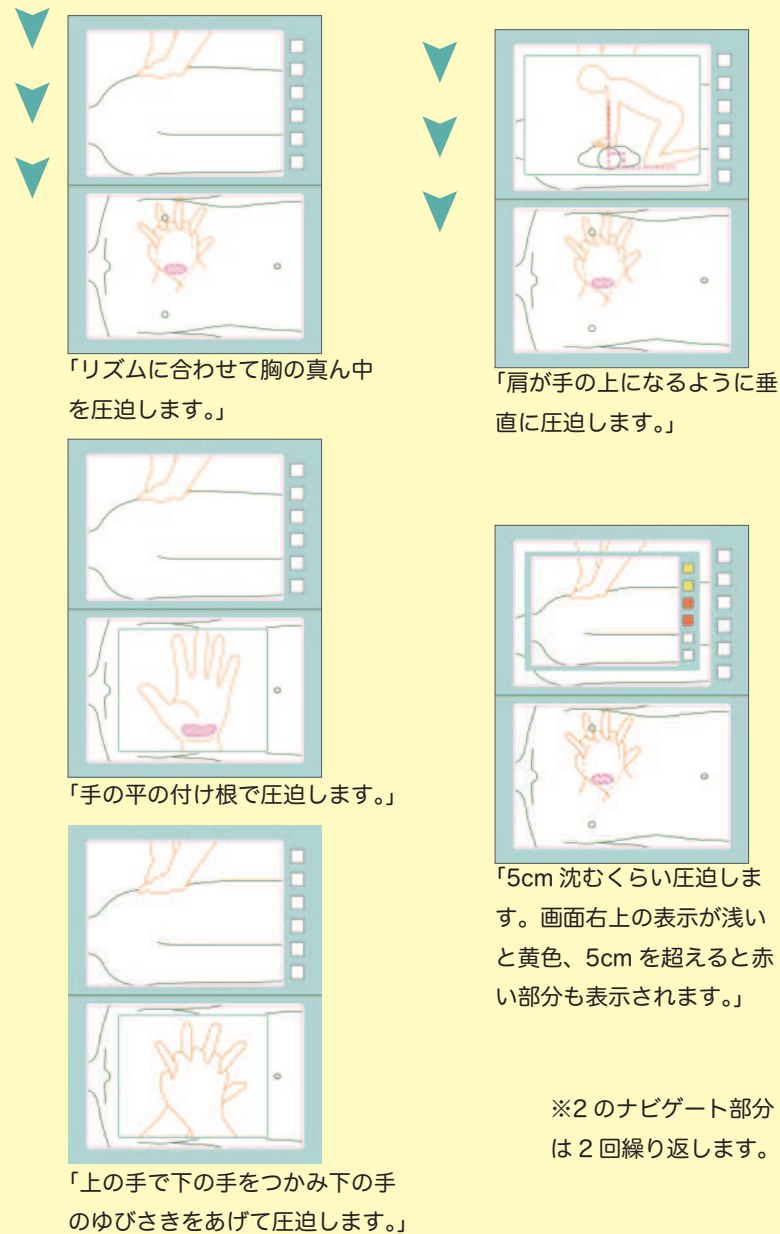 「リズムに合わせて胸の真ん中
を圧迫します。」
「手の平の付け根で圧迫します。」
「上の手で下の手をつかみ下の手
のゆびさきをあげて圧迫します。」
「肩が手の上になるように垂
直に圧迫します。」
「5cm 沈むくらい圧迫しま
す。画面右上の表示が浅い
と黄色、5cm を超えると赤
い部分も表示されます。」
※2 のナビゲート部分
は 2 回繰り返します。